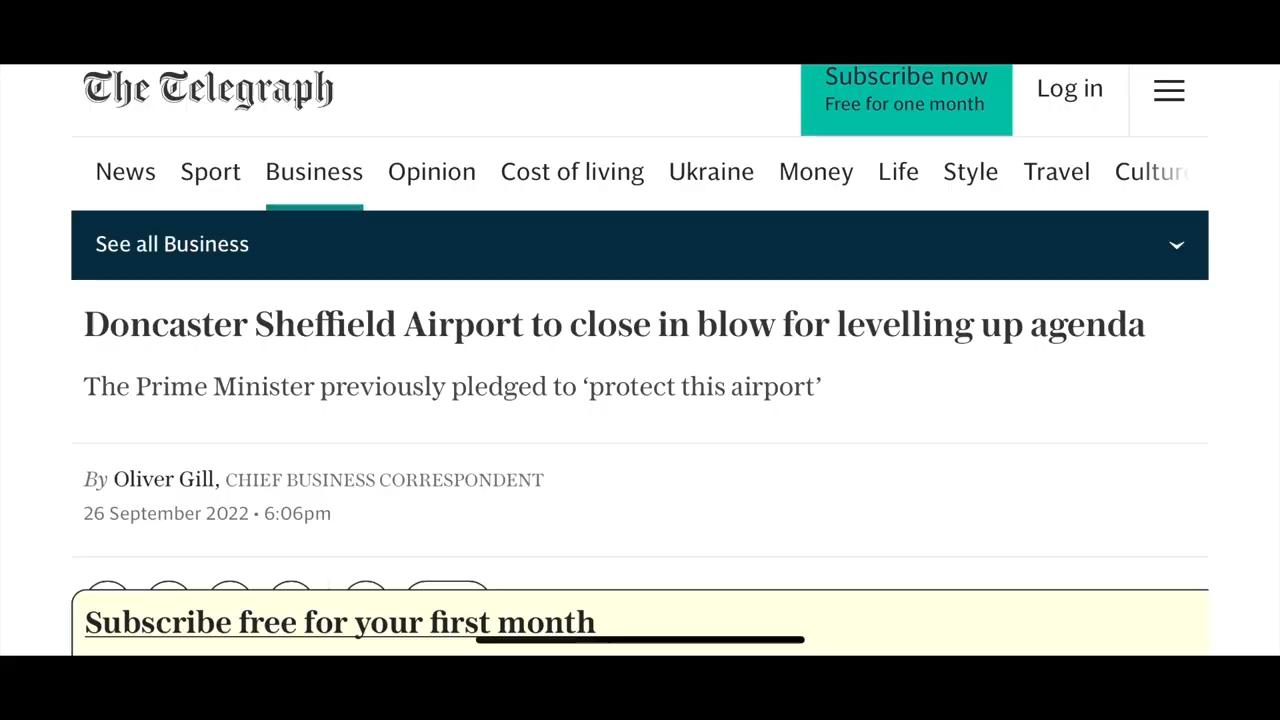 The Telegraph
Subscribe now
Free for one month
Log in
News Sport Business Opinion Cost of living Ukraine Money Life Style Travel Culture
See all Business
Doncaster Sheffield Airport to close in blow for levelling up agenda
The Prime Minister previously pledged to ‘protect this airport’
By Oliver Gill, CHIEF BUSINESS CORRESPONDENT
26 September 2022 • 6:06pm
Subscribe free for your first month